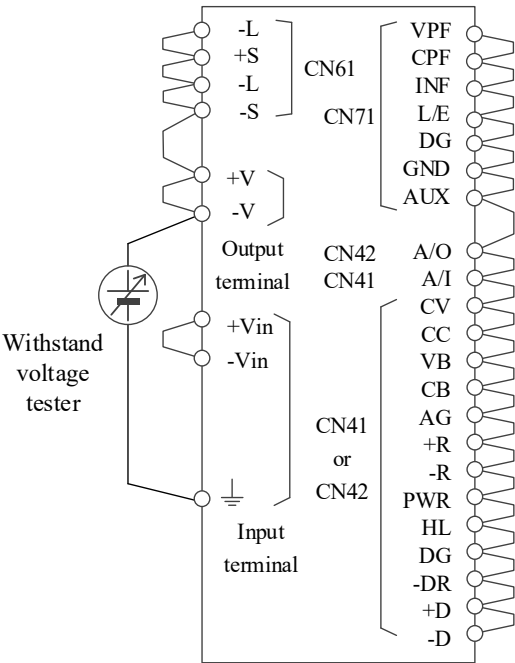 -L
+S
-L
-S
CN61
+V
-V
Output
terminal
Withstand
voltage
tester
+Vin
-Vin
Input
terminal
VPF
CPF
INF
L/E
DG
GND
AUX
CN71
CN42
CN41
A/O
A/I
CV
CC
VB
CB
AG
+R
-R
PWR
HL
DG
-DR
+D
-D
CN41
or
CN42